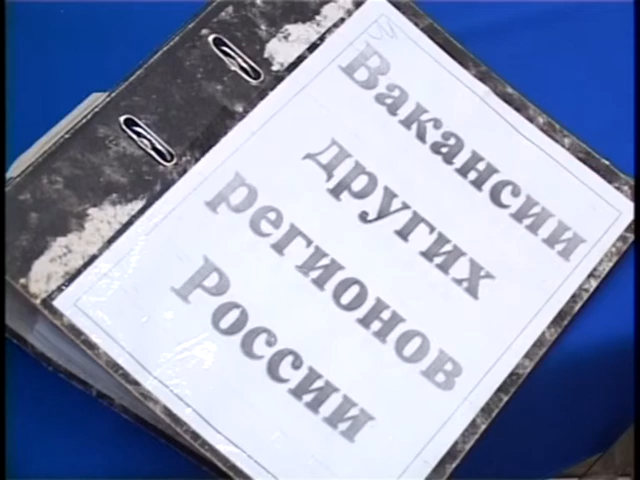 Вакансии
других
регионов
России